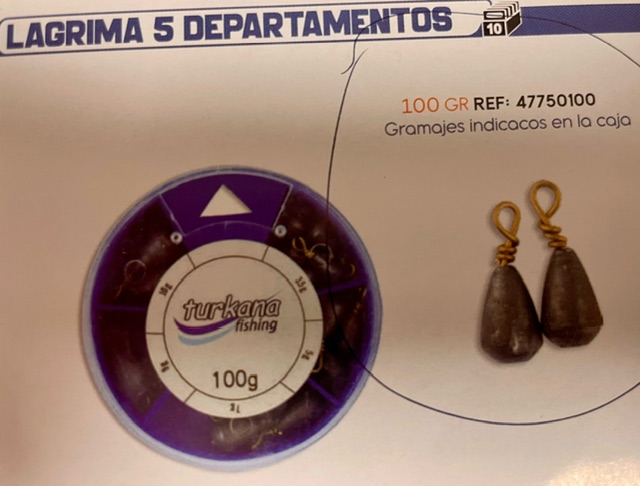 LAGRIMA 5 DEPARTAMENTOS
10
100 GR REF: 47750100
Gramajes indicacos en la caja
turkana
fishing
100g